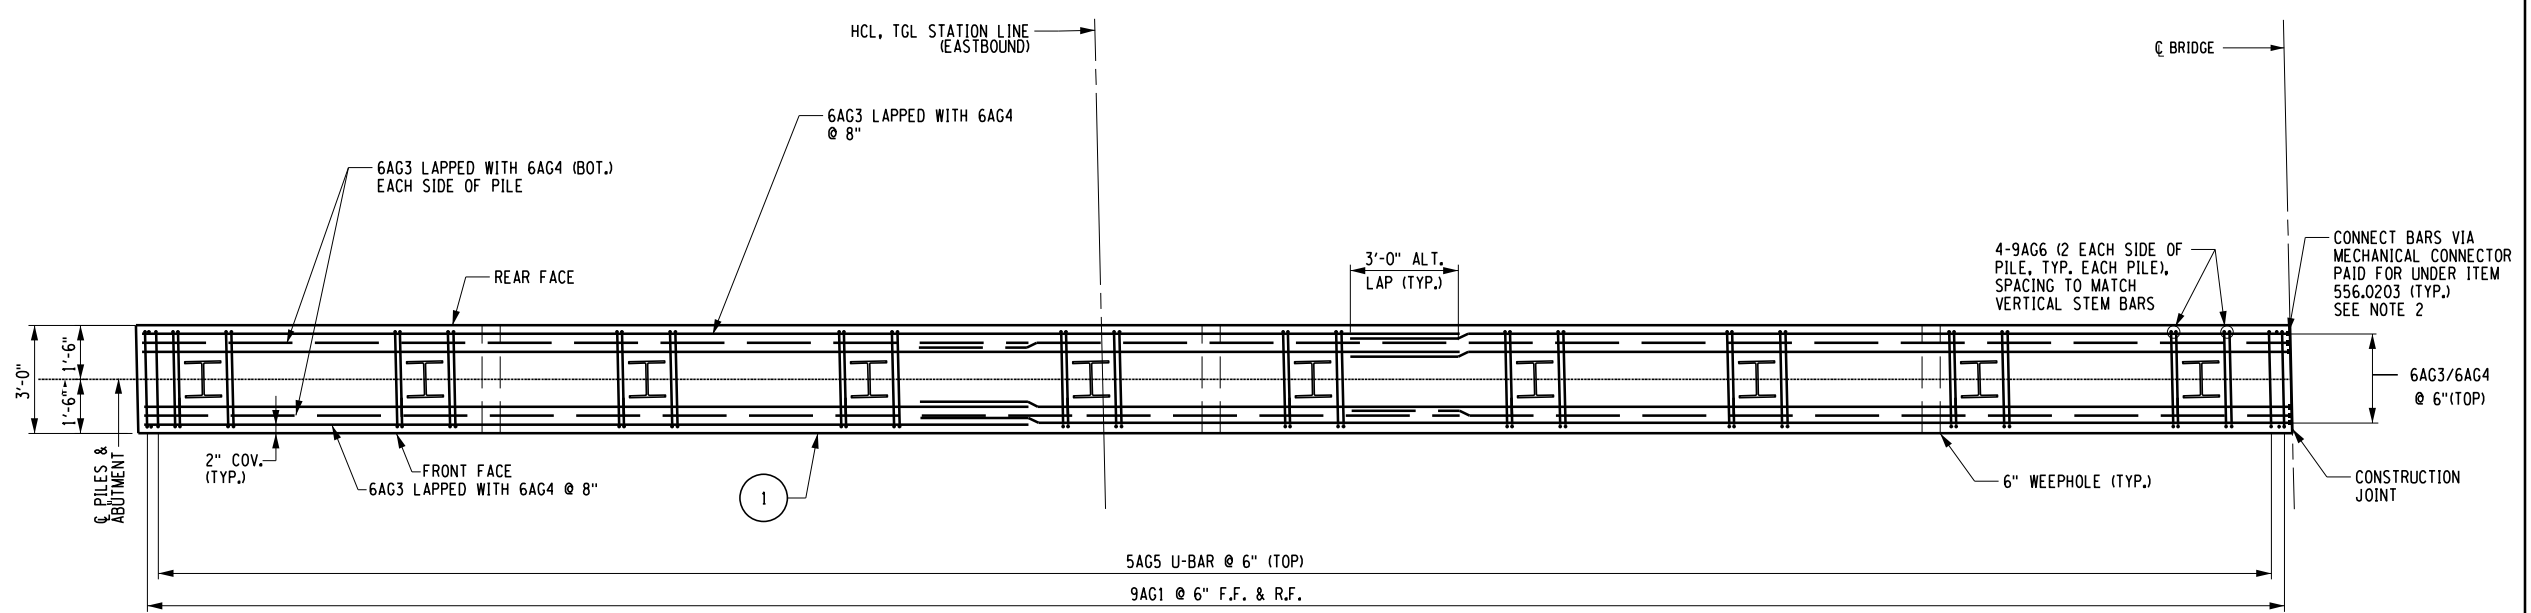 HCL, TGL STATION LINE
(EASTBOUND)
℄ BRIDGE
6AG3 LAPPED WITH 6AG4
@ 8"
6AG3 LAPPED WITH 6AG4 (BOT.)
EACH SIDE OF PILE
REAR FACE
3'-0" ALT.
LAP (TYP.)
4-9AG6 (2 EACH SIDE OF
PILE, TYP. EACH PILE),
SPACING TO MATCH
VERTICAL STEM BARS
CONNECT BARS VIA
MECHANICAL CONNECTOR
PAID FOR UNDER ITEM
556.0203 (TYP.)
SEE NOTE 2
3'-0"
1'-6"
1'-6"
6AG3/6AG4
@ 6"(TOP)
℄ PILES &
ABUTMENT
2" COV.
(TYP.)
FRONT FACE
6AG3 LAPPED WITH 6AG4 @ 8"
1
6" WEEPHOLE (TYP.)
CONSTRUCTION
JOINT
5AG5 U-BAR @ 6" (TOP)
9AG1 @ 6" F.F. & R.F.